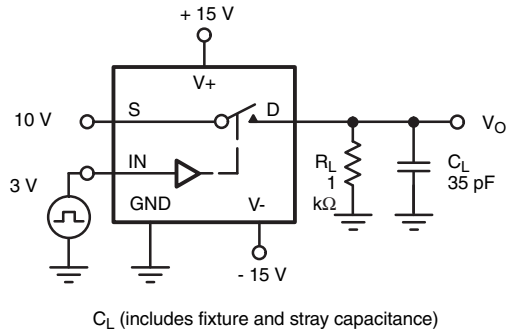 + 15 V
V+
10 V
S
D
V_O
3 V
IN
R_L
1
kΩ
C_L
35 pF
GND
V-
- 15 V
C_L (includes fixture and stray capacitance)